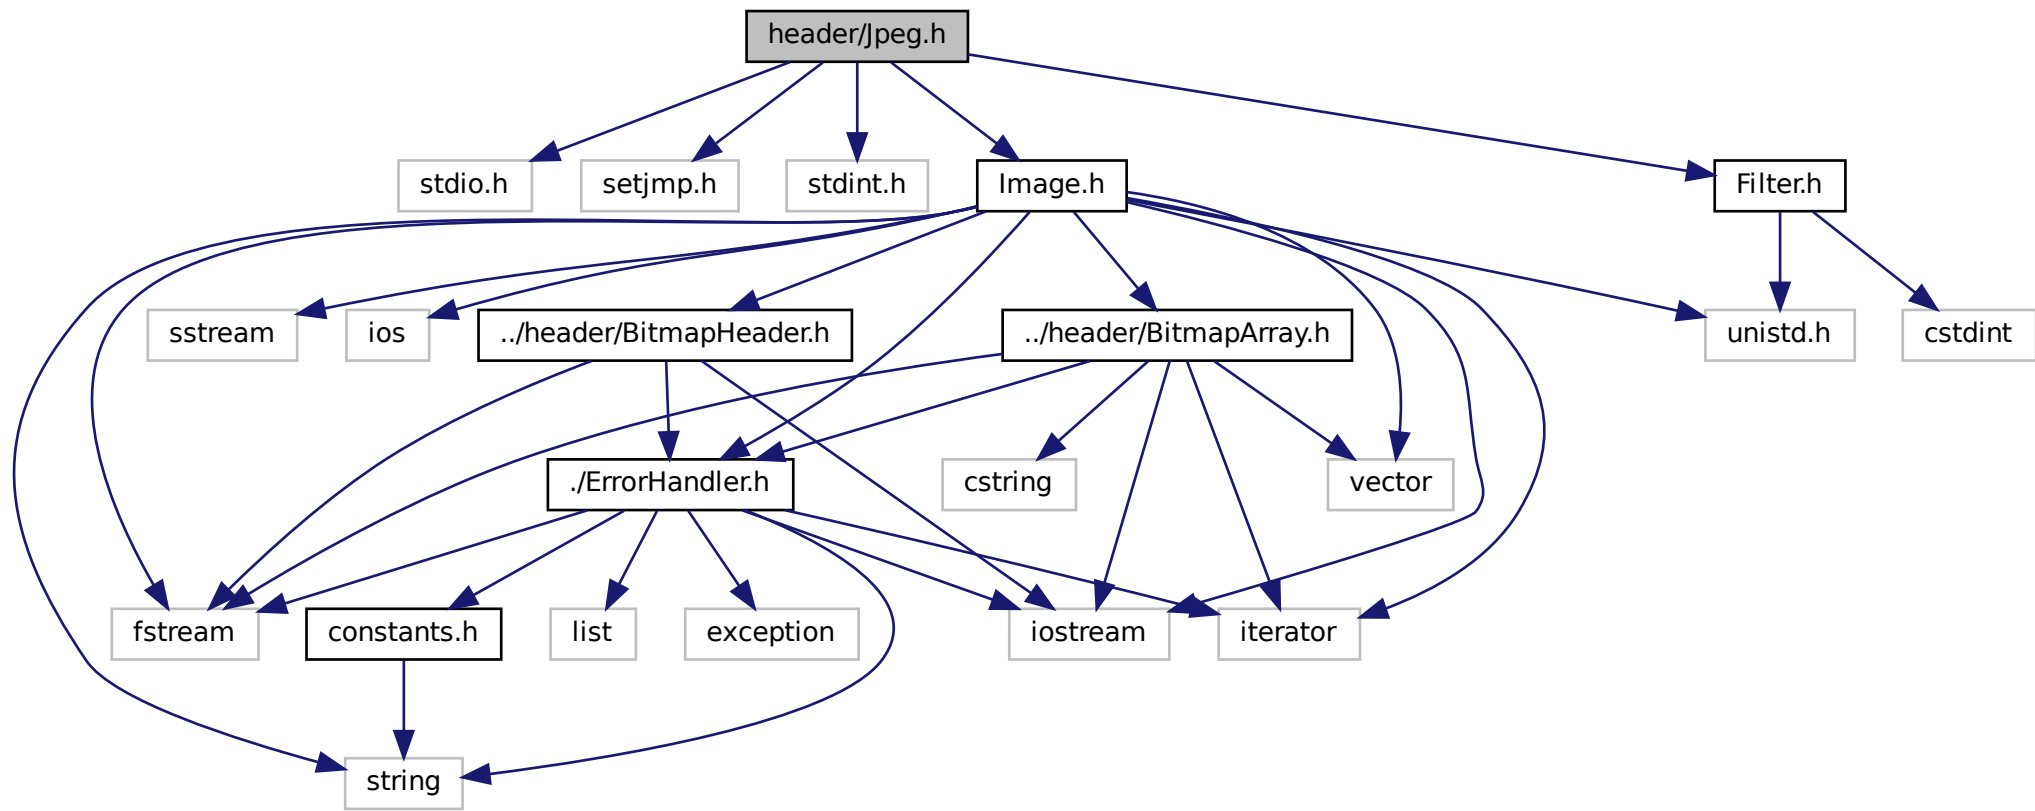 header/Jpeg.h
stdio.h
setjmp.h
stdint.h
Image.h
Filter.h
sstream
ios
../header/BitmapHeader.h
../header/BitmapArray.h
unistd.h
cstdint
./ErrorHandler.h
cstring
vector
fstream
constants.h
list
exception
iostream
iterator
string